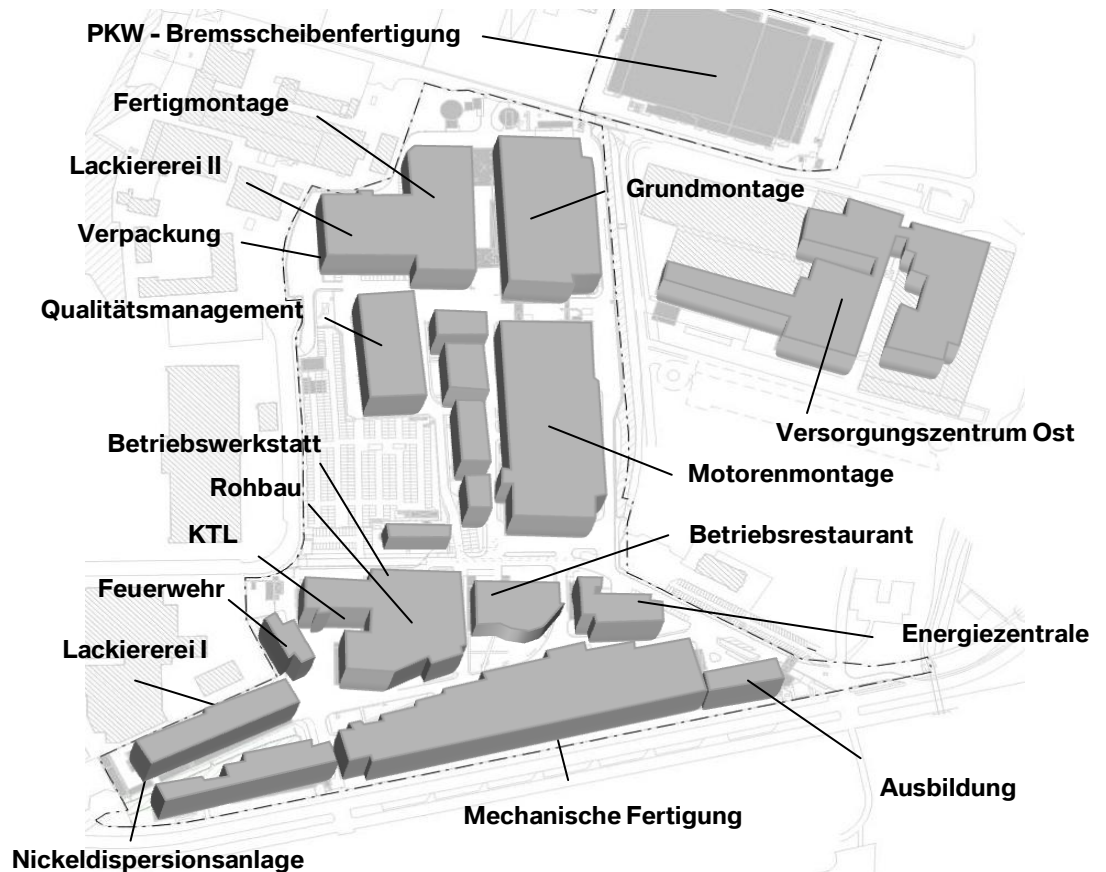 PKW - Bremsscheibenfertigung
Fertigmontage
Lackiererei II
Grundmontage
Verpackung
Qualitätsmanagement
Versorgungszentrum Ost
Betriebswerkstatt
Motorenmontage
Rohbau
KTL
Betriebsrestaurant
Feuerwehr
Energiezentrale
Lackiererei I
Ausbildung
Mechanische Fertigung
Nickeldispersionsanlage